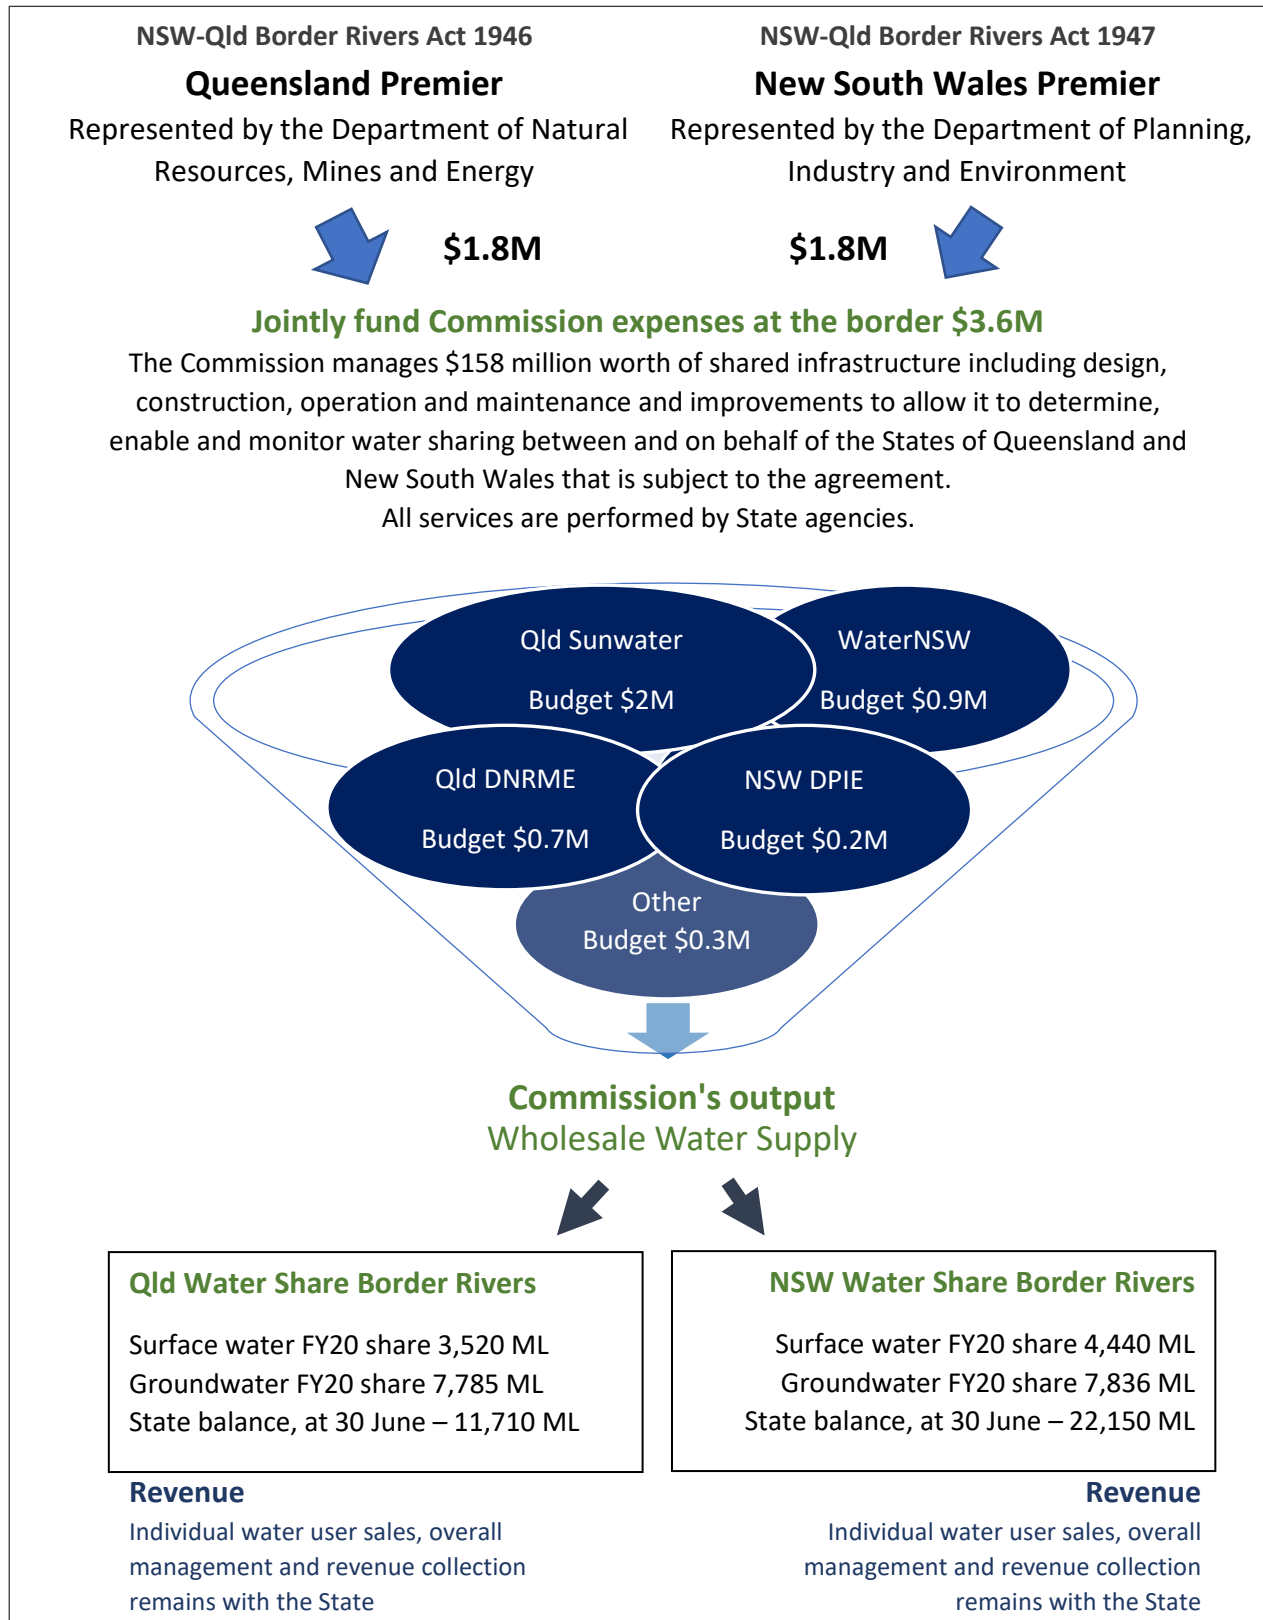 NSW-Qld Border Rivers Act 1946
Queensland Premier
Represented by the Department of Natural
Resources, Mines and Energy
NSW-Qld Border Rivers Act 1947
New South Wales Premier
Represented by the Department of Planning,
Industry and Environment
$1.8M
$1.8M
Jointly fund Commission expenses at the border $3.6M
The Commission manages $158 million worth of shared infrastructure including design,
construction, operation and maintenance and improvements to allow it to determine,
enable and monitor water sharing between and on behalf of the States of Queensland and
New South Wales that is subject to the agreement.
All services are performed by State agencies.
Qld Sunwater
Budget $2M
WaterNSW
Budget $0.9M
Qld DNRME
Budget $0.7M
NSW DPIE
Budget $0.2M
Other
Budget $0.3M
Commission's output
Wholesale Water Supply
Qld Water Share Border Rivers
Surface water FY20 share 3,520 ML
Groundwater FY20 share 7,785 ML
State balance, at 30 June – 11,710 ML
Revenue
Individual water user sales, overall
management and revenue collection
remains with the State
NSW Water Share Border Rivers
Surface water FY20 share 4,440 ML
Groundwater FY20 share 7,836 ML
State balance, at 30 June – 22,150 ML
Revenue
Individual water user sales, overall
management and revenue collection
remains with the State